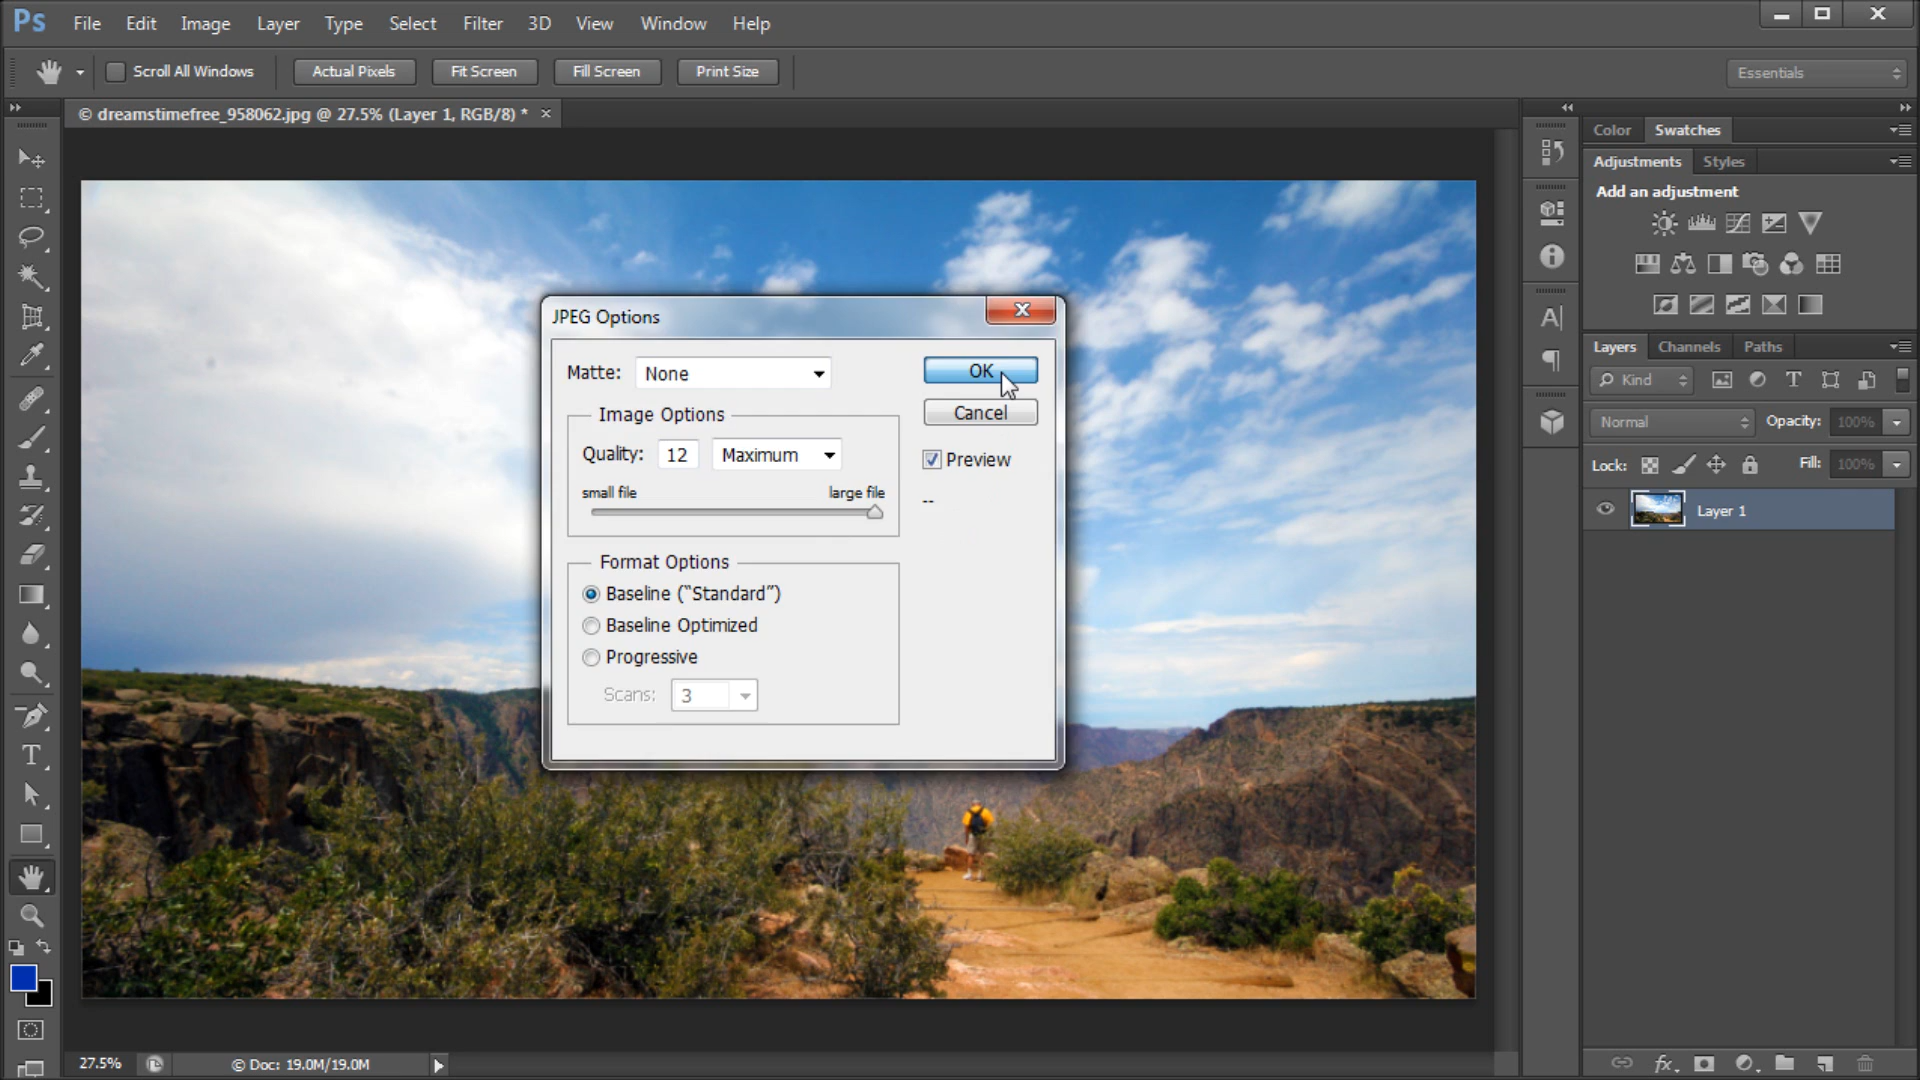 Ps File Edit Image Layer Type Select Filter 3D View Window Help
Scroll All Windows Actual Pixels Fit Screen Fill Screen Print Size Essentials
© dreamstimefree_958062.jpg @ 27.5% (Layer 1, RGB/8) * ×
Color Swatches
Adjustments Styles
Add an adjustment
JPEG Options
Matte: None
OK
Cancel
Image Options
Quality: 12 Maximum
Preview
small file large file
--
Format Options
Baseline (“Standard”)
Baseline Optimized
Progressive
Scans: 3
Layers Channels Paths
Kind
Normal Opacity: 100%
Lock: Fill: 100%
Layer 1
27.5% © Doc: 19.0M/19.0M
fx